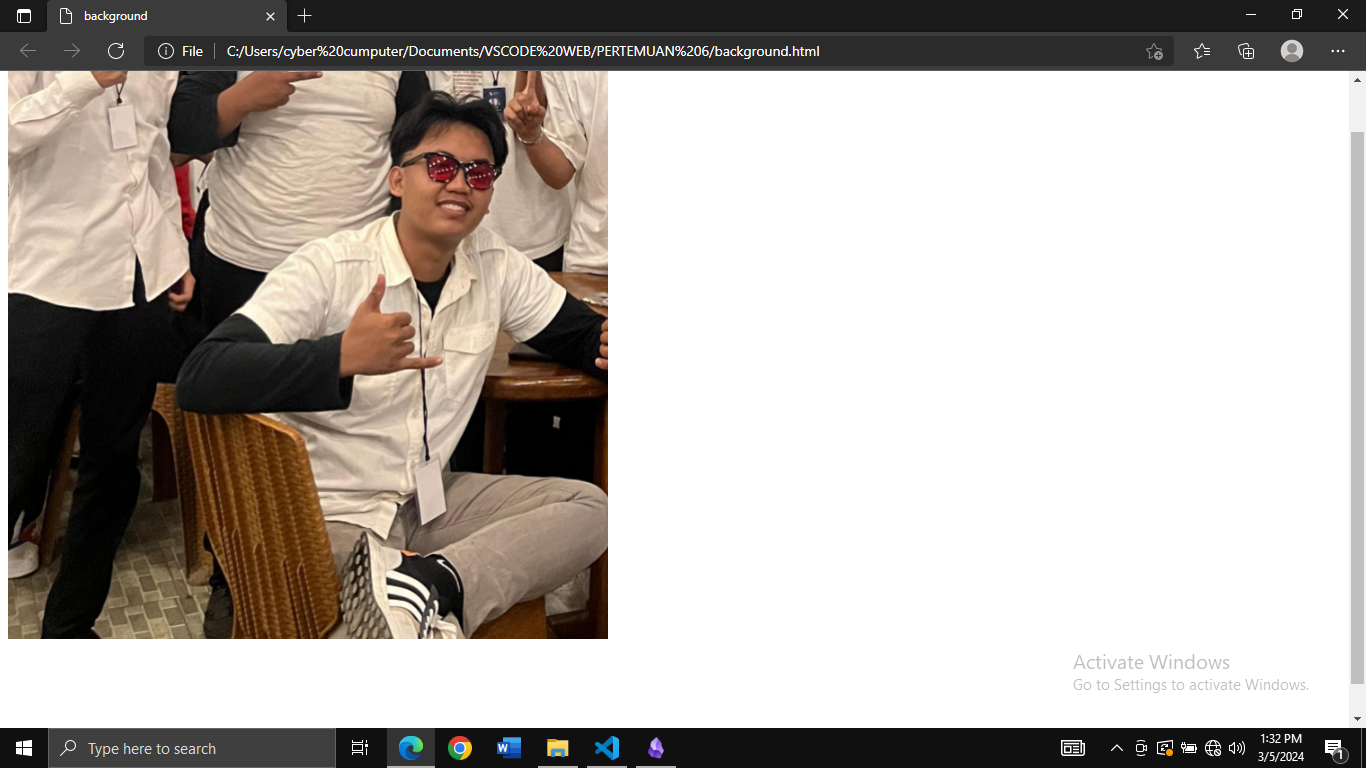 background
File
C:/Users/cyber%20cumputer/Documents/VSCODE%20WEB/PERTEMUAN%206/background.html
Activate Windows
Go to Settings to activate Windows.
Type here to search
1:32 PM
3/5/2024
1